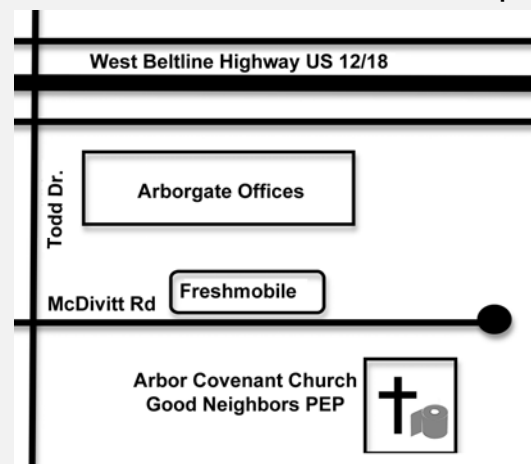 West Beltline Highway US 12/18
Arborgate Offices
Todd Dr.
Freshmobile
McDivitt Rd
Arbor Covenant Church
Good Neighbors PEP